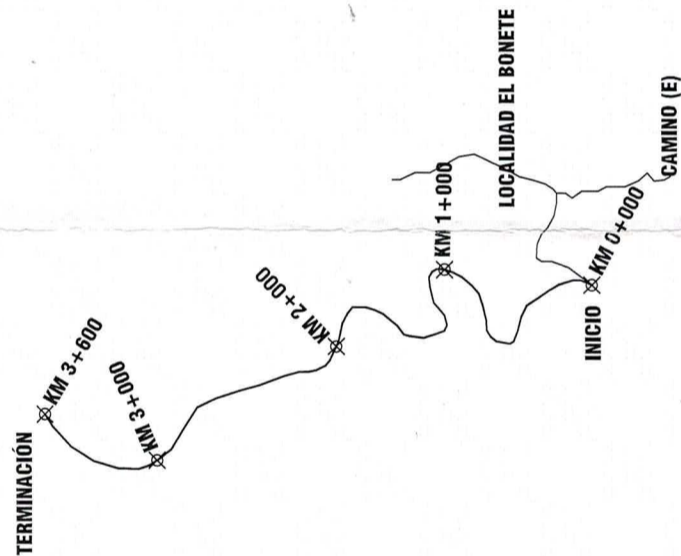 TERMINACIÓN
KM 3+600
KM 3+000
KM 2+000
KM 1+000
LOCALIDAD EL BONETE
INICIO
KM 0+000
CAMINO (E)